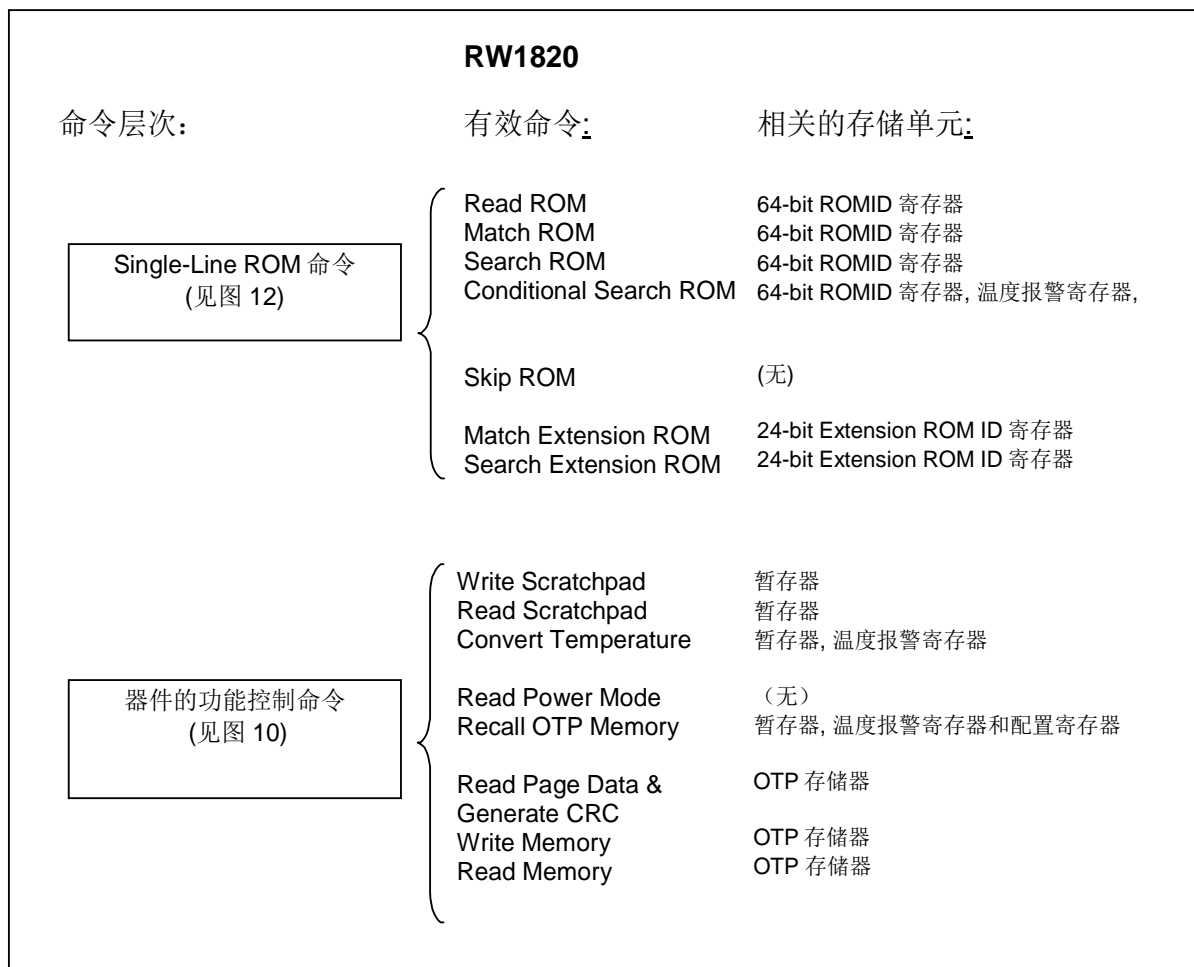 RW1820
命令层次: 有效命令: 相关的存储单元:
Single-Line ROM 命令
(见图 12)
Read ROM 64-bit ROMID 寄存器
Match ROM 64-bit ROMID 寄存器
Search ROM 64-bit ROMID 寄存器
Conditional Search ROM 64-bit ROMID 寄存器, 温度报警寄存器,
Skip ROM (无)
Match Extension ROM 24-bit Extension ROM ID 寄存器
Search Extension ROM 24-bit Extension ROM ID 寄存器
器件的功能控制命令
(见图 10)
Write Scratchpad 暂存器
Read Scratchpad 暂存器
Convert Temperature 暂存器, 温度报警寄存器
Read Power Mode （无）
Recall OTP Memory 暂存器, 温度报警寄存器和配置寄存器
Read Page Data & OTP 存储器
Generate CRC
Write Memory OTP 存储器
Read Memory OTP 存储器